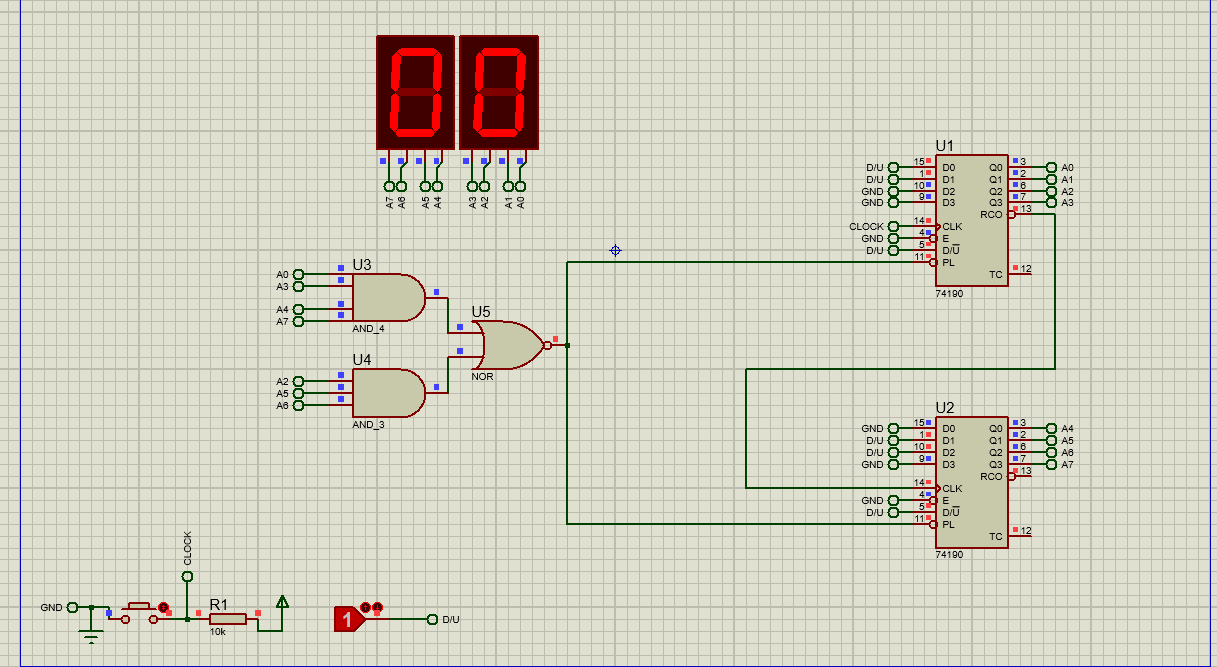 00
A7 A6 A5 A4 A3 A2 A1 A0
U1
D/U 15 D0 Q0 3 A0
D/U 1 D1 Q1 2 A1
GND 10 D2 Q2 6 A2
GND 9 D3 Q3 7 A3
RCO 13
CLOCK 14 CLK
GND 4 E
D/U 5 D/U
11 PL
TC 12
74190
U3
A0
A3
A4
A7
AND_4
U5
NOR
U4
A2
A5
A6
AND_3
U2
GND 15 D0 Q0 3 A4
D/U 1 D1 Q1 2 A5
D/U 10 D2 Q2 6 A6
GND 9 D3 Q3 7 A7
RCO 13
14 CLK
GND 4 E
D/U 5 D/U
11 PL
TC 12
74190
CLOCK
GND
R1
10k
1
D/U